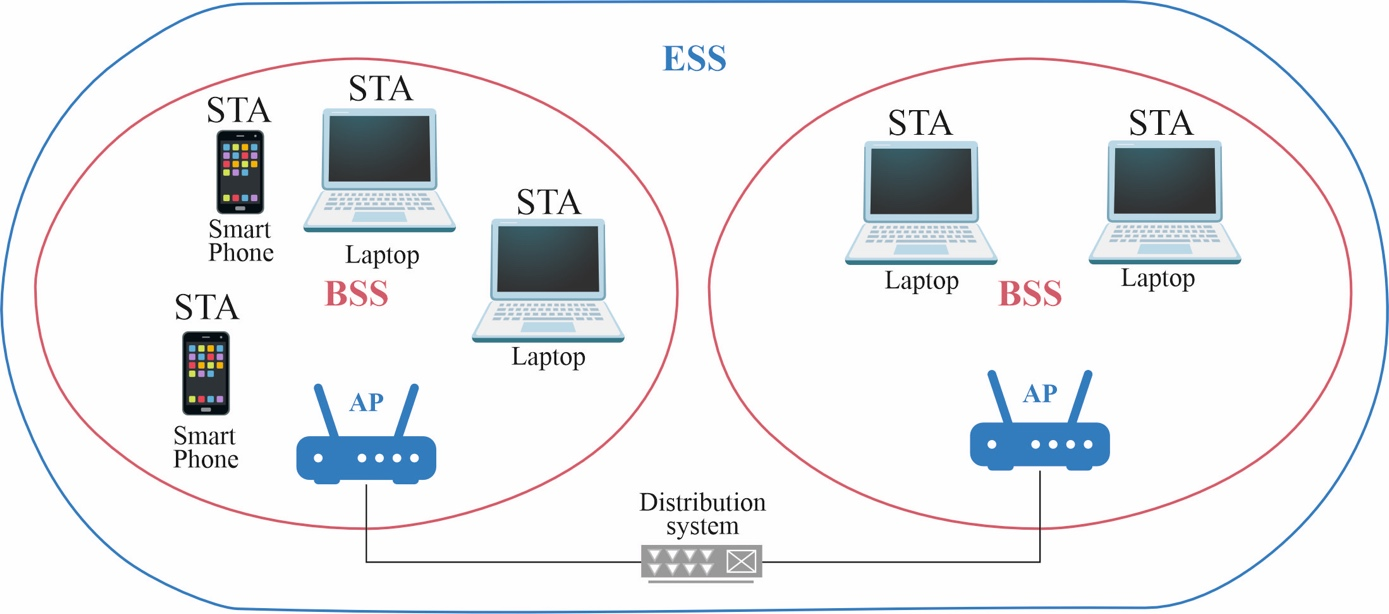 ESS
STA
STA
Smart
Phone
Laptop
STA
Laptop
BSS
STA
Smart
Phone
AP
STA
Laptop
STA
Laptop
BSS
AP
Distribution
system